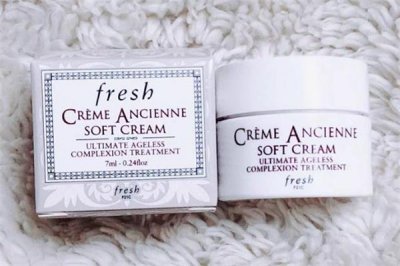 fresh
CRÈME ANCIENNE
SOFT CREAM
ULTIMATE AGELESS
COMPLEXION TREATMENT
7ml - 0.24floz
fresh
CRÈME ANCIENNE
SOFT CREAM
ULTIMATE AGELESS
COMPLEXION TREATMENT
fresh